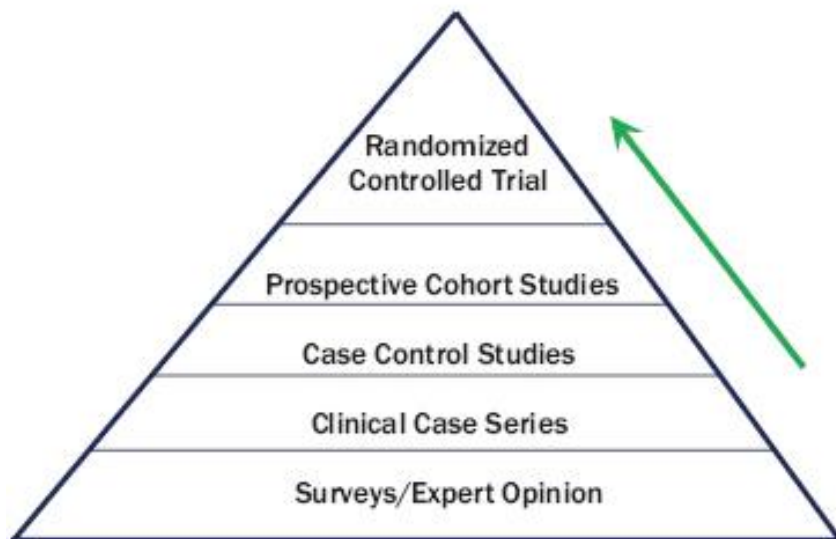 Randomized
Controlled Trial
Prospective Cohort Studies
Case Control Studies
Clinical Case Series
Surveys/Expert Opinion